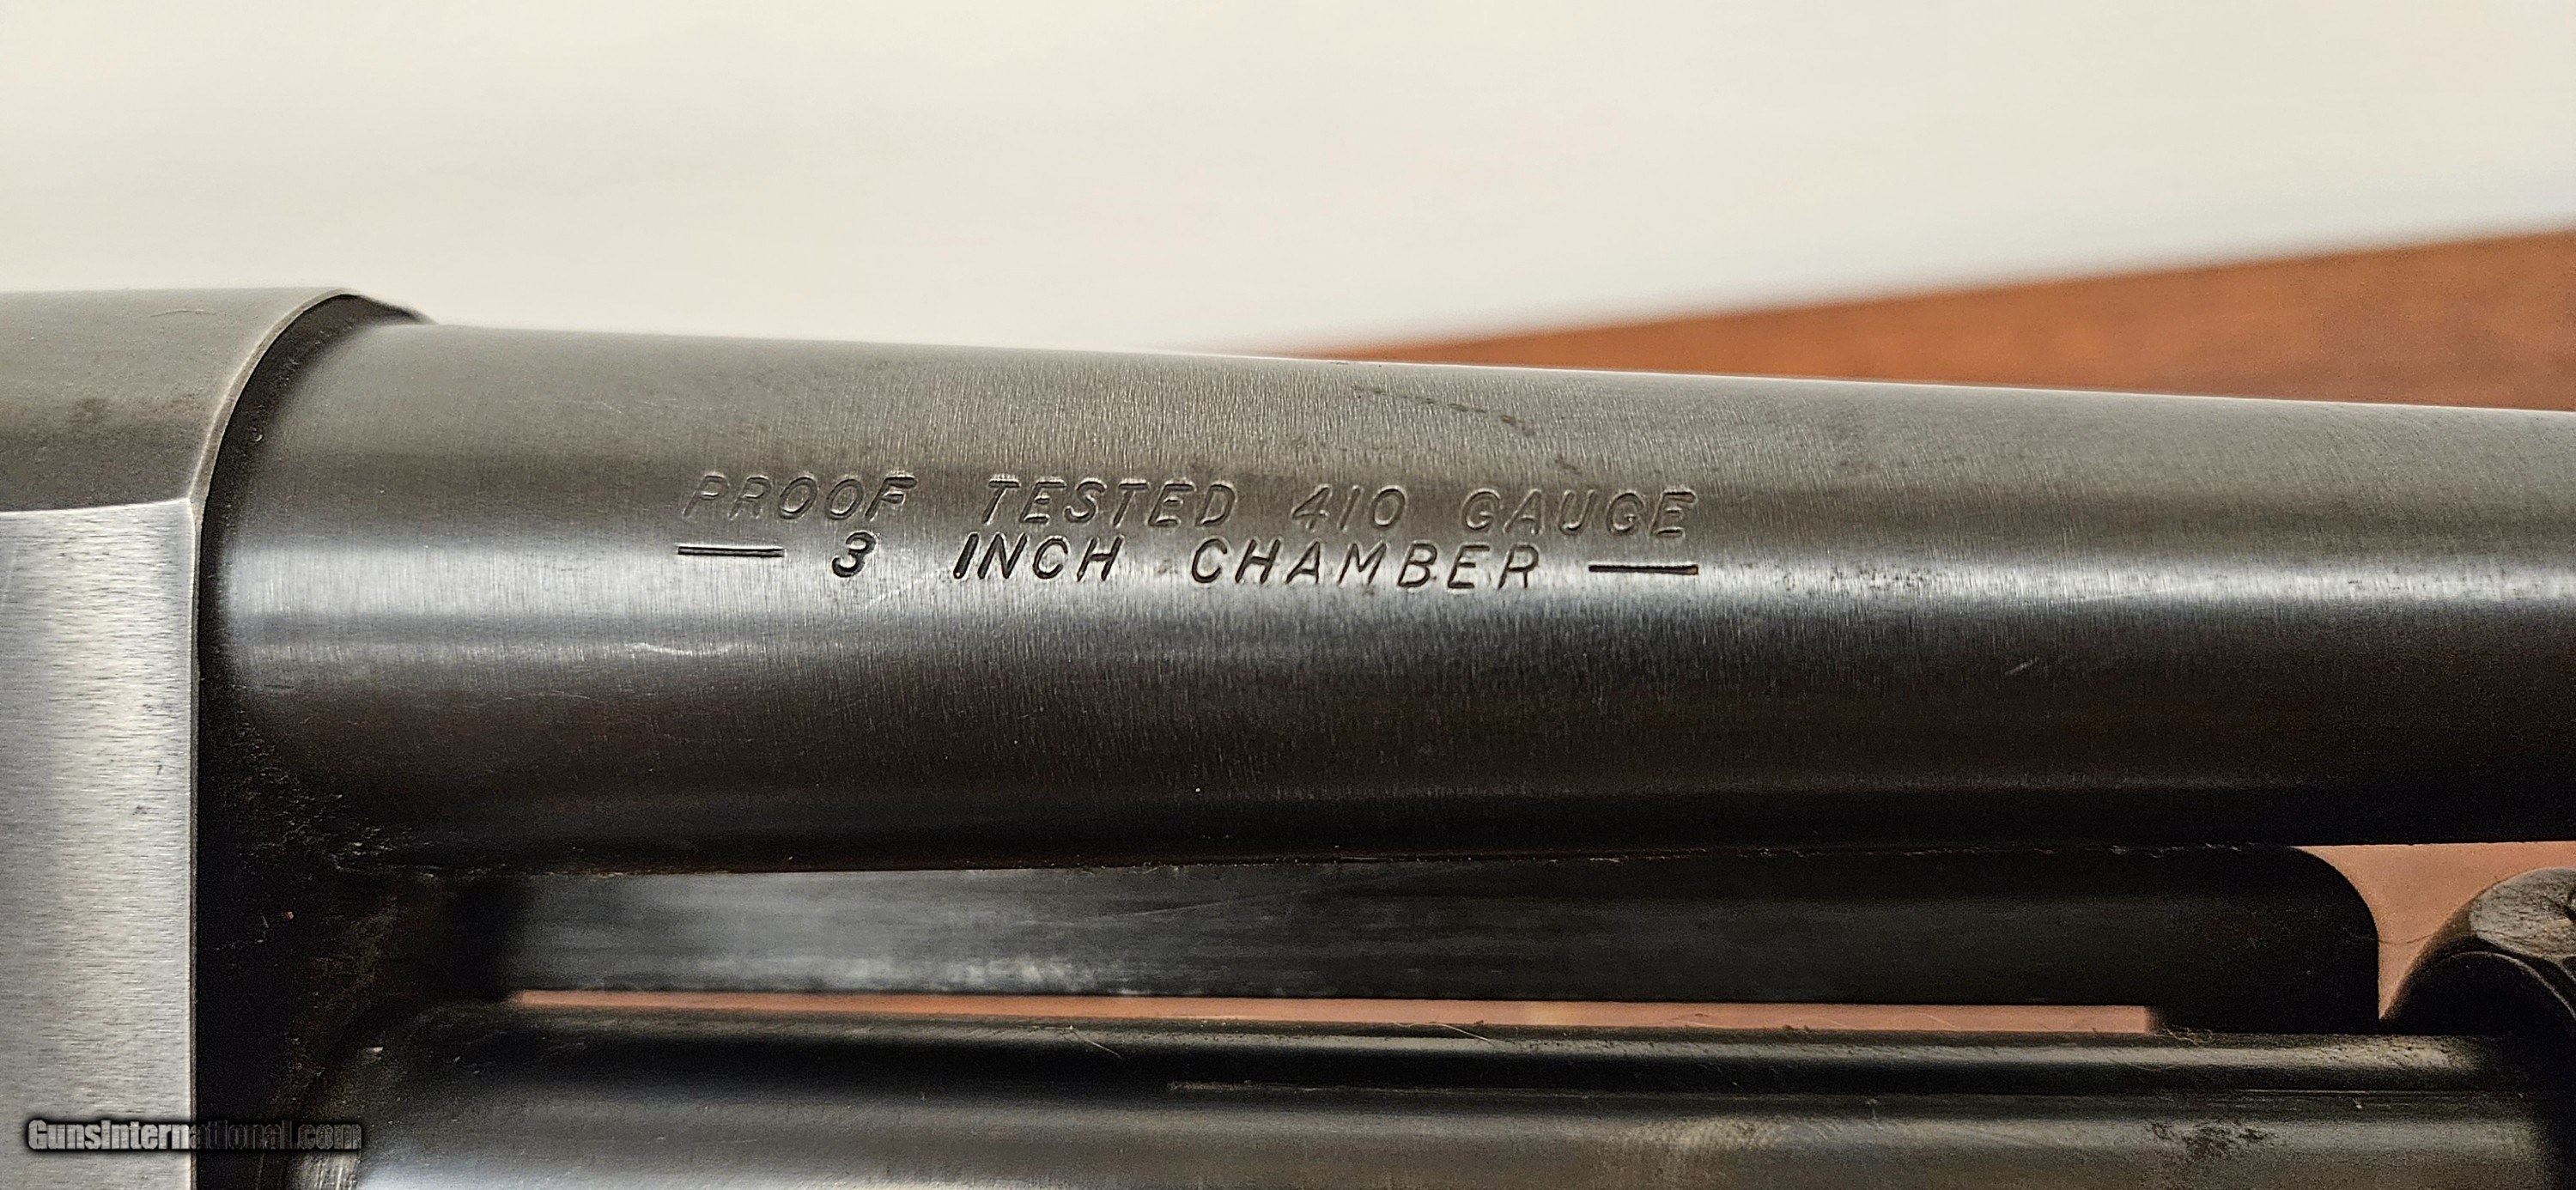 PROOF TESTED 410 GAUGE
— 3 INCH CHAMBER —
GunsInternational.com